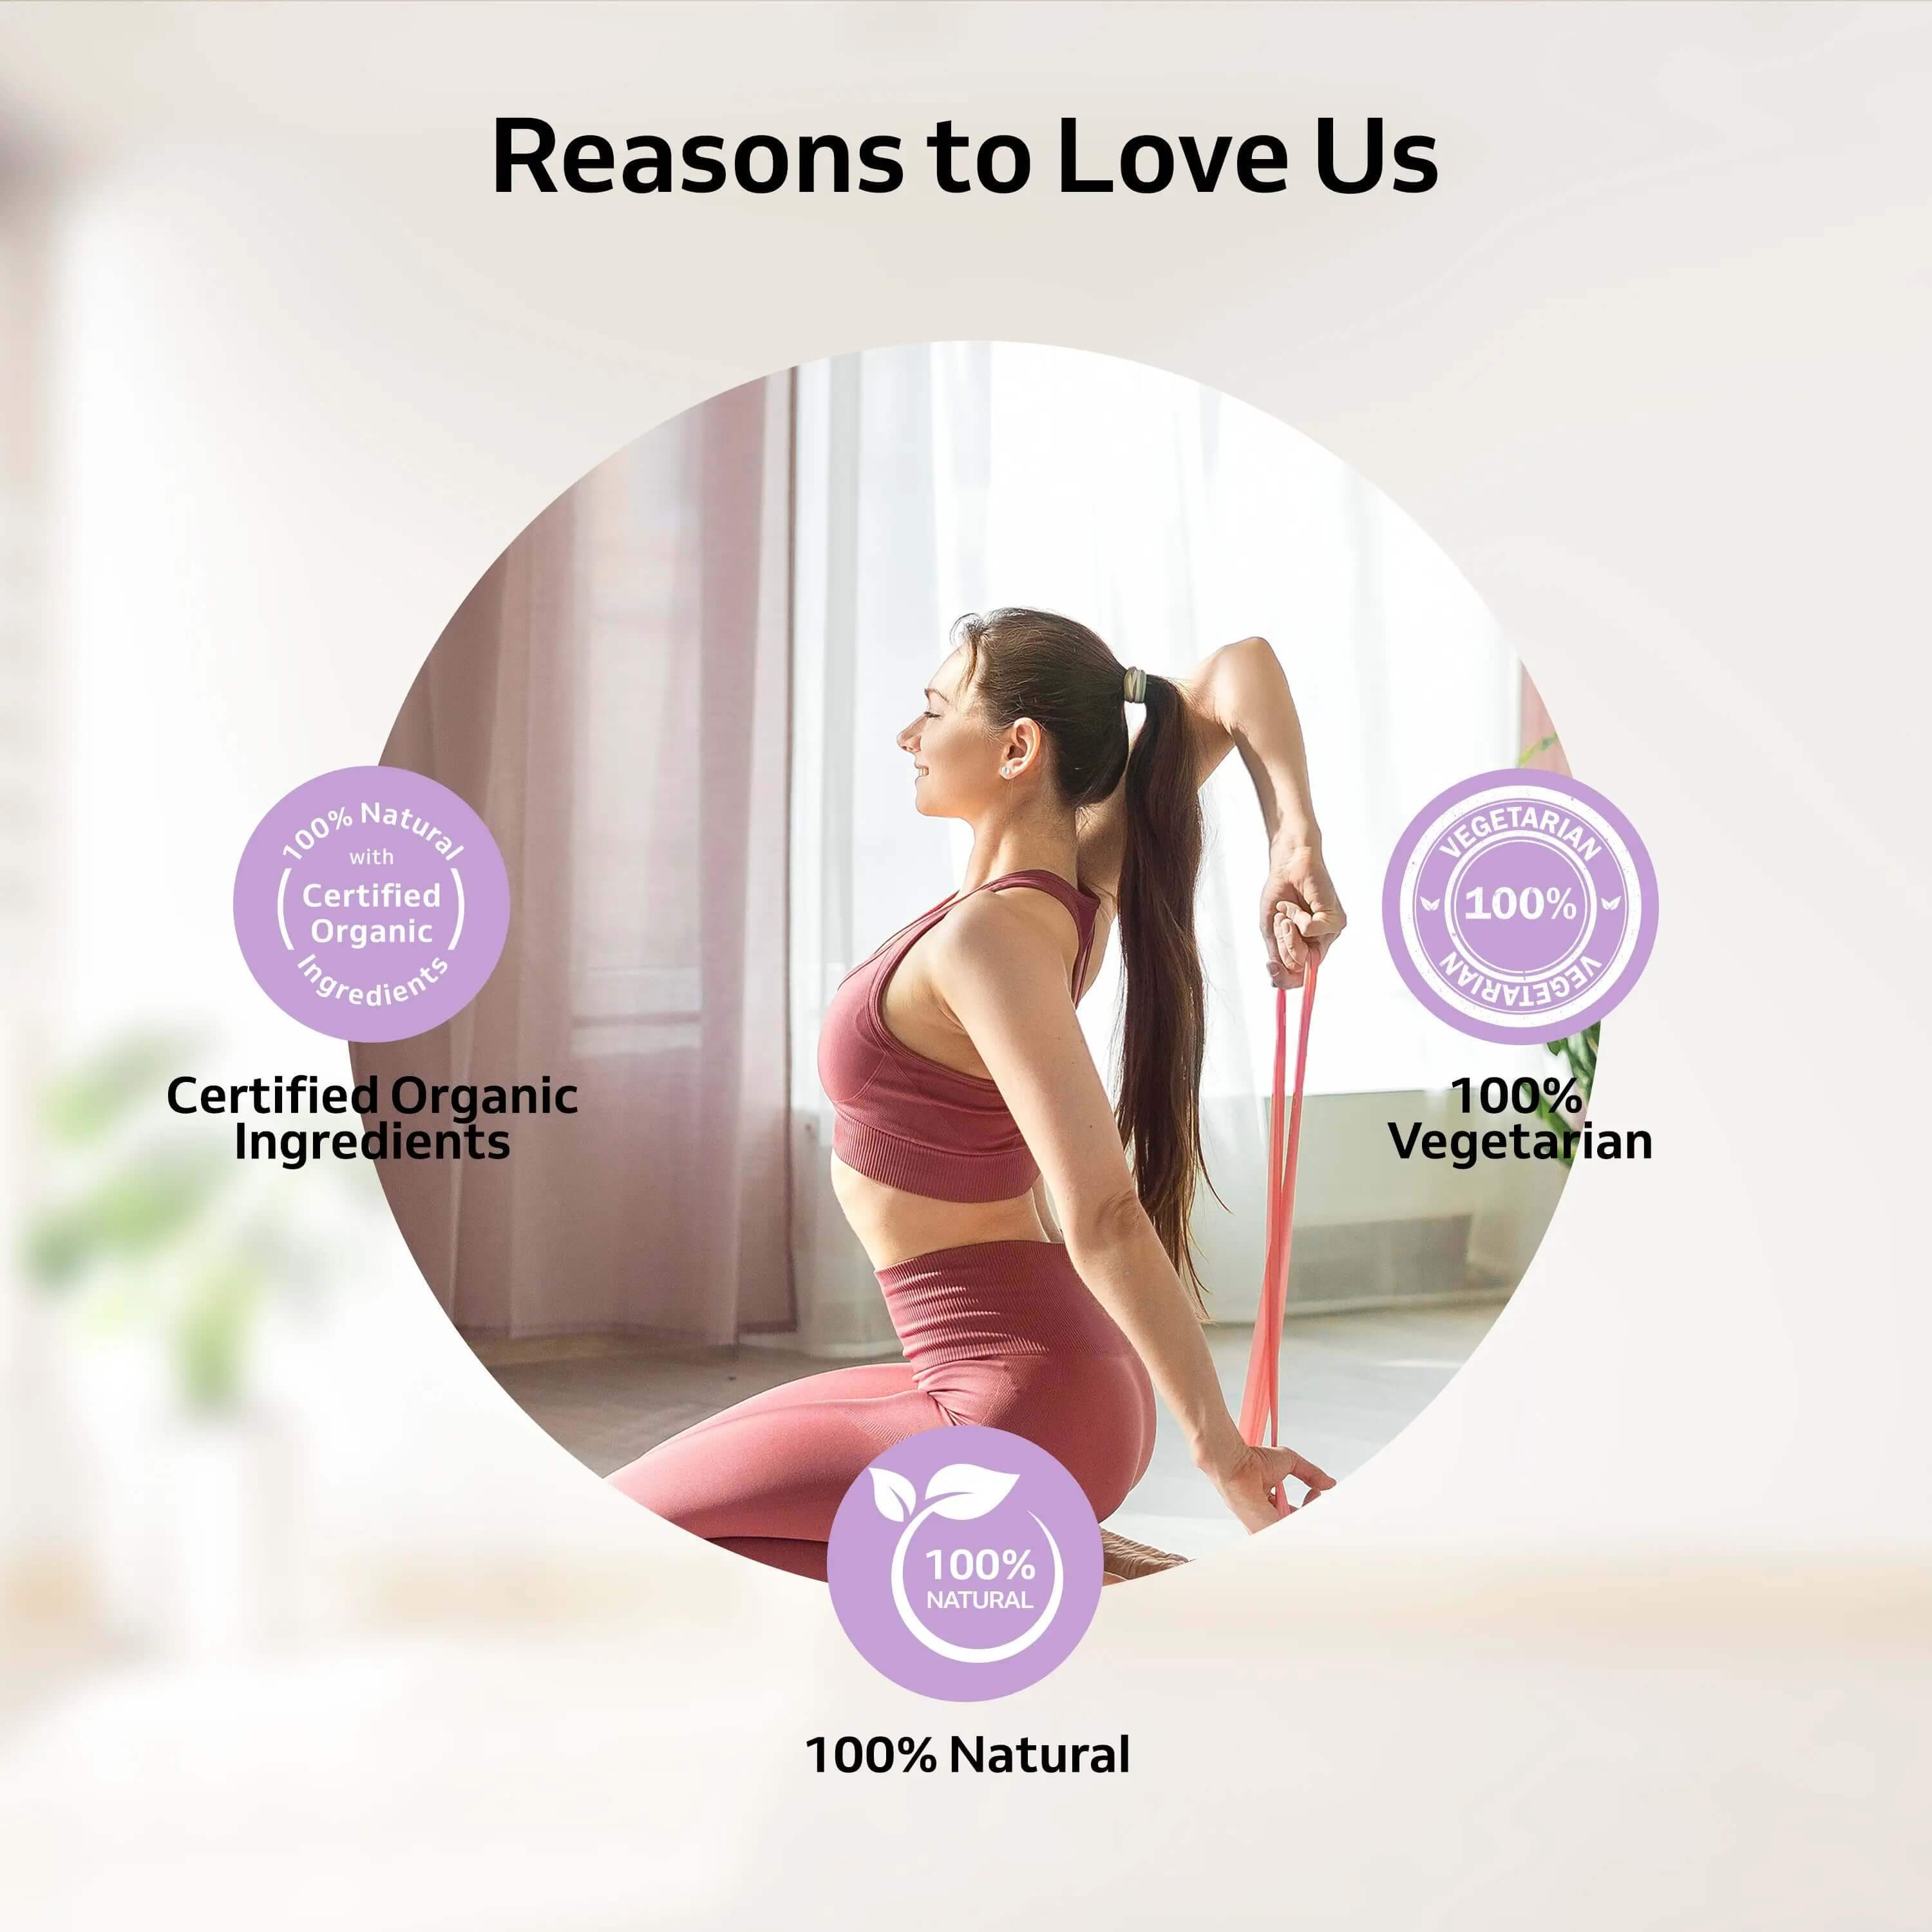 Reasons to Love Us
100% Natural
with
Certified
Organic
Ingredients
Certified Organic
Ingredients
VEGETARIAN
100%
VEGETARIAN
100%
Vegetarian
100%
NATURAL
100% Natural